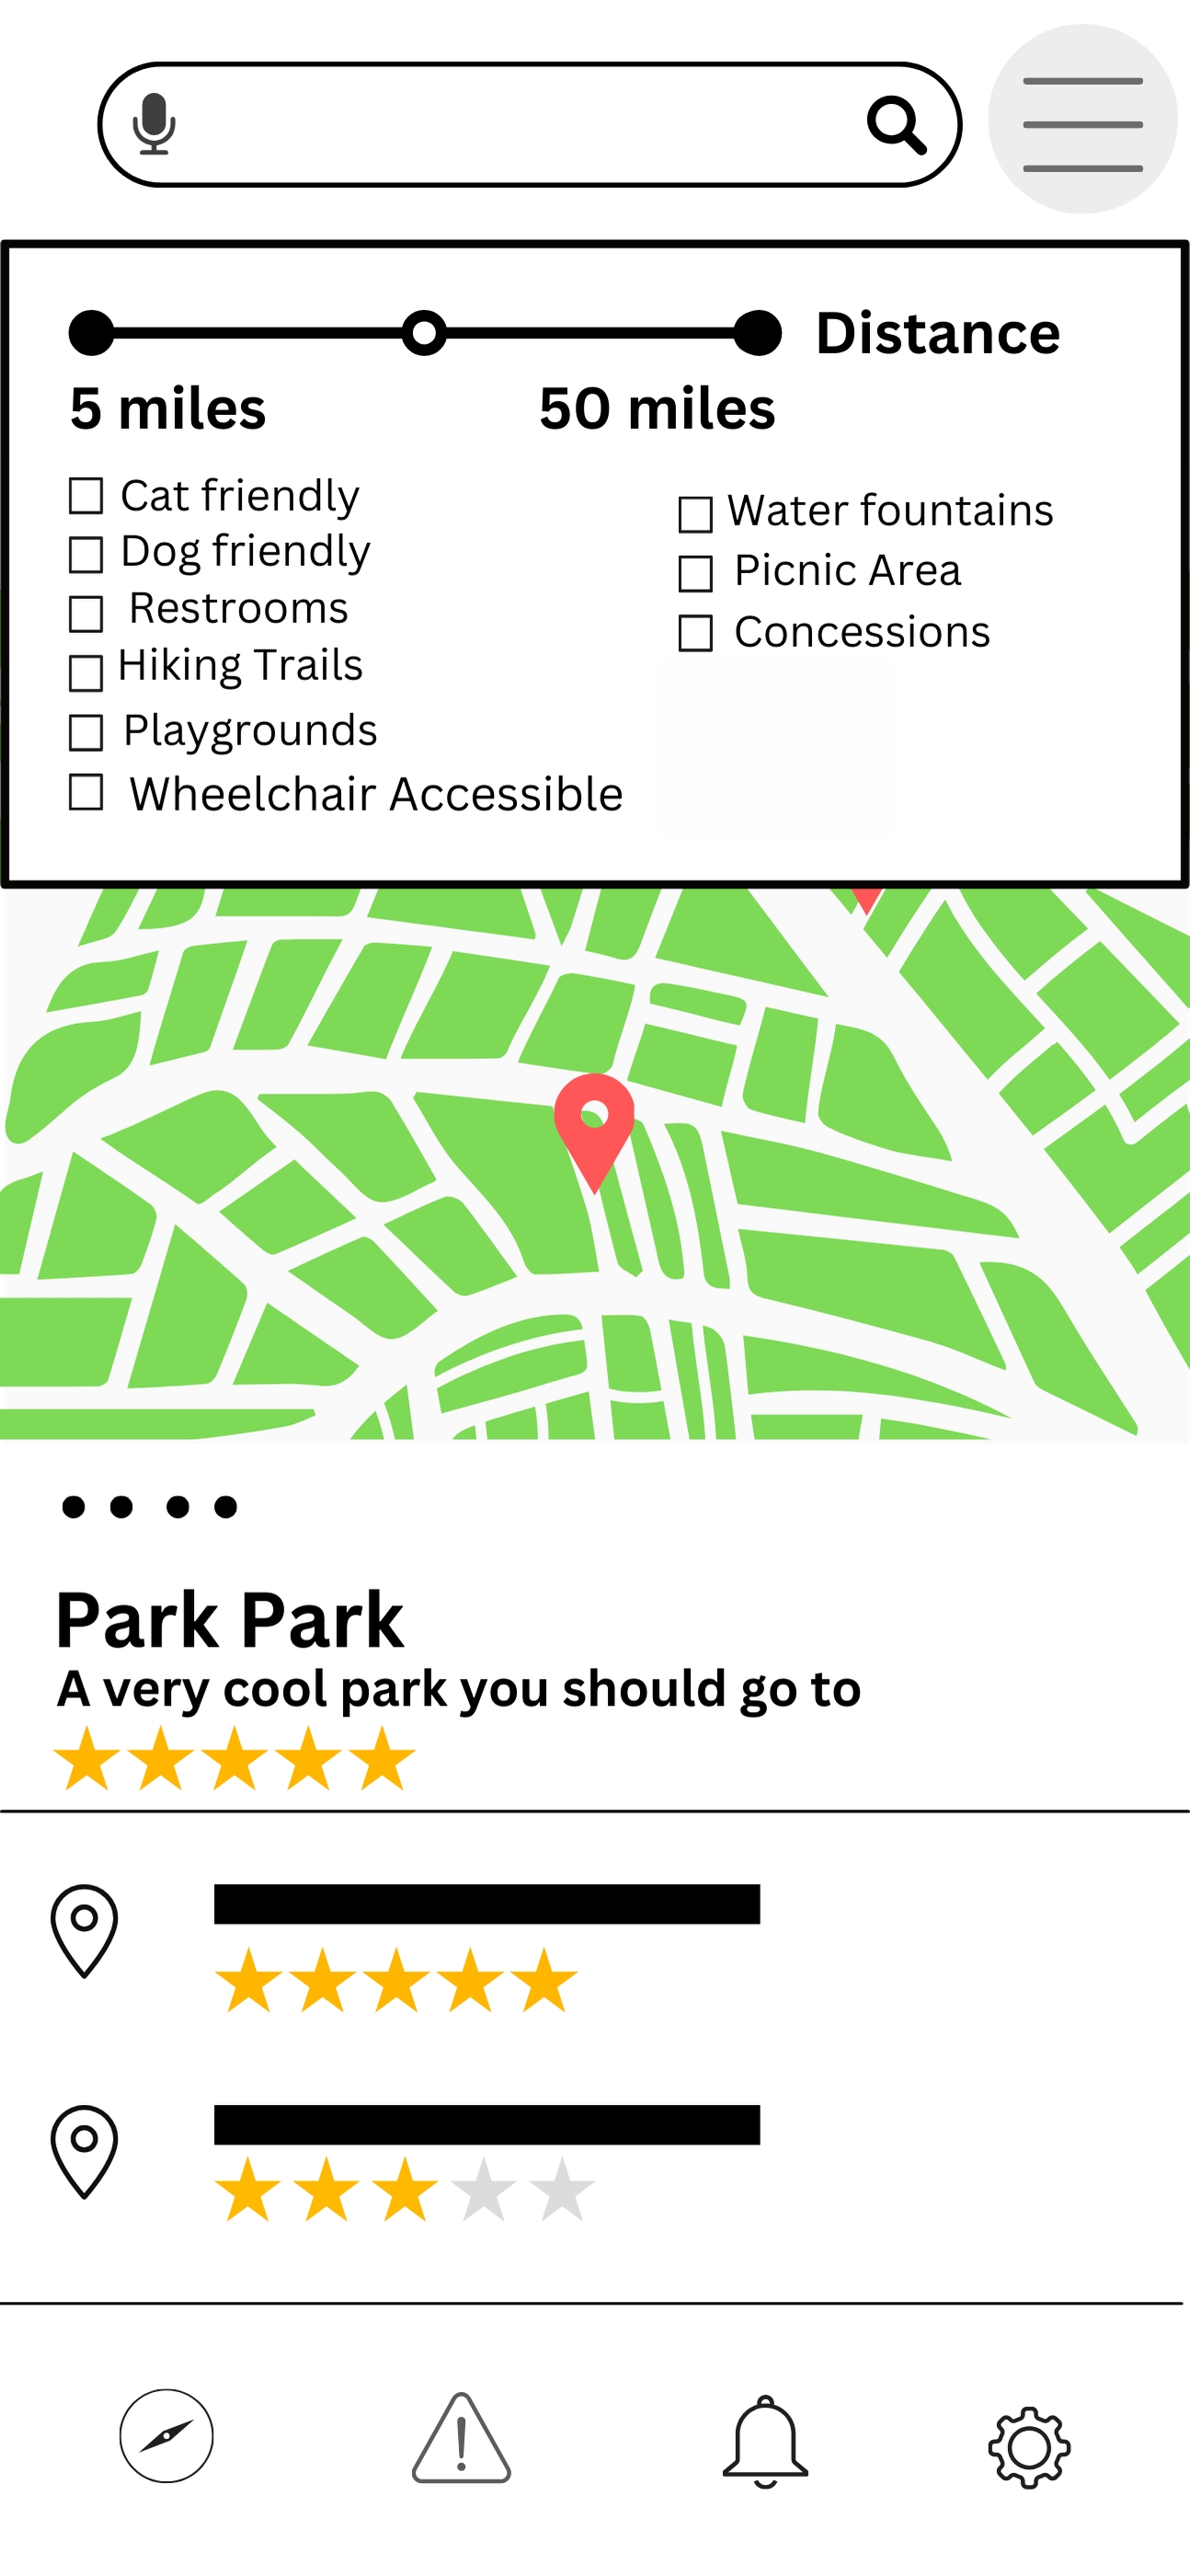 Distance
5 miles 50 miles
Cat friendly
Dog friendly
Restrooms
Hiking Trails
Playgrounds
Wheelchair Accessible
Water fountains
Picnic Area
Concessions
Park Park
A very cool park you should go to